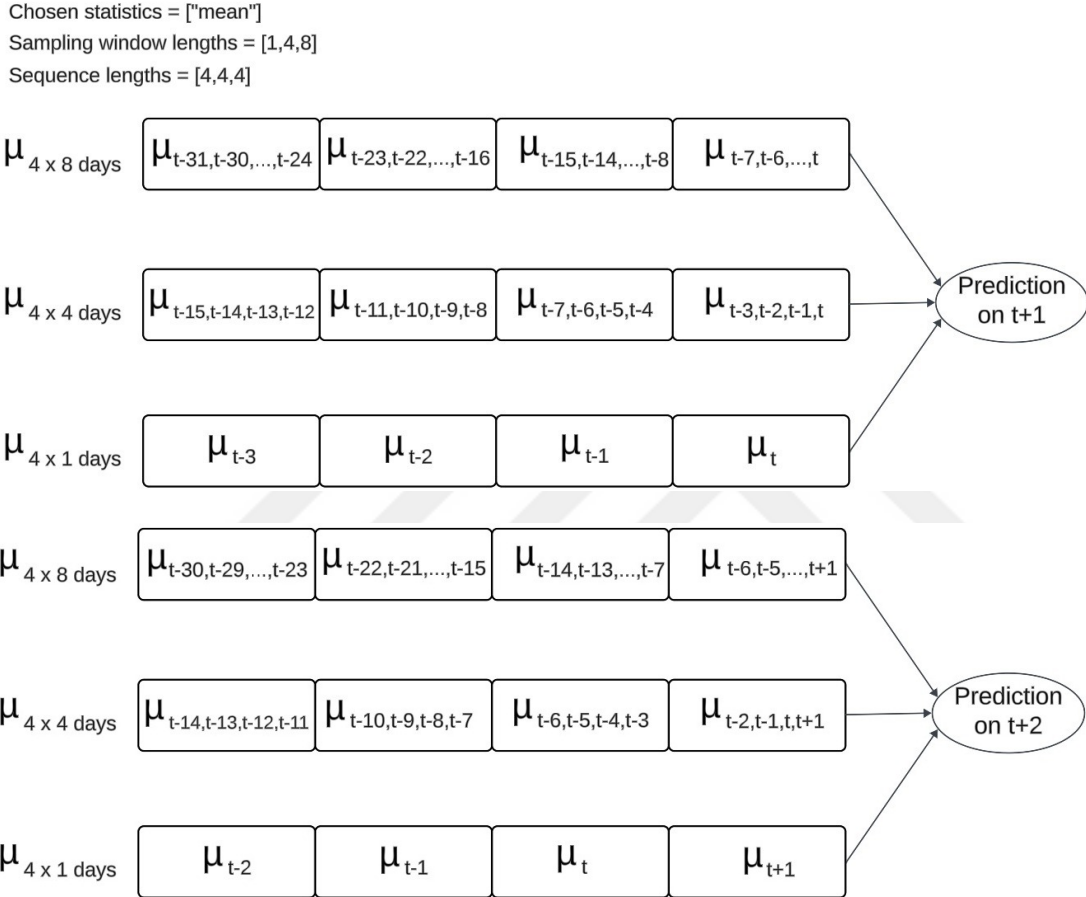 Chosen statistics = ["mean"]
Sampling window lengths = [1,4,8]
Sequence lengths = [4,4,4]
μ 4 x 8 days μ t-31,t-30,...,t-24 μ t-23,t-22,...,t-16 μ t-15,t-14,...,t-8 μ t-7,t-6,...,t
μ 4 x 4 days μ t-15,t-14,t-13,t-12 μ t-11,t-10,t-9,t-8 μ t-7,t-6,t-5,t-4 μ t-3,t-2,t-1,t
Prediction
on t+1
μ 4 x 1 days μ t-3 μ t-2 μ t-1 μ t
μ 4 x 8 days μ t-30,t-29,...,t-23 μ t-22,t-21,...,t-15 μ t-14,t-13,...,t-7 μ t-6,t-5,...,t+1
μ 4 x 4 days μ t-14,t-13,t-12,t-11 μ t-10,t-9,t-8,t-7 μ t-6,t-5,t-4,t-3 μ t-2,t-1,t,t+1
Prediction
on t+2
μ 4 x 1 days μ t-2 μ t-1 μ t μ t+1